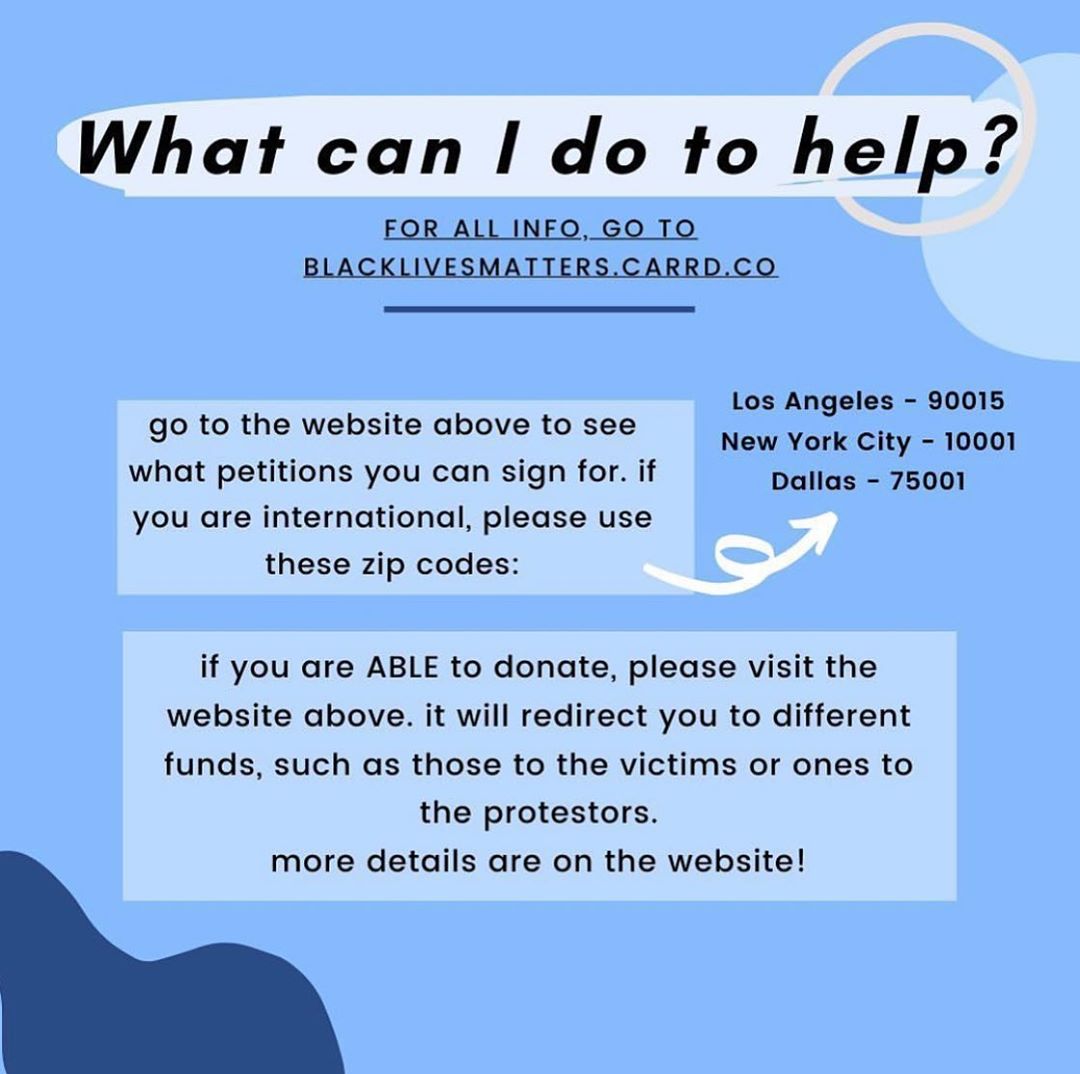 What can I do to help?
FOR ALL INFO, GO TO
BLACKLIVESMATTERS.CARRD.CO
go to the website above to see
what petitions you can sign for. if
you are international, please use
these zip codes:
Los Angeles - 90015
New York City - 10001
Dallas - 75001
if you are ABLE to donate, please visit the
website above. it will redirect you to different
funds, such as those to the victims or ones to
the protestors.
more details are on the website!